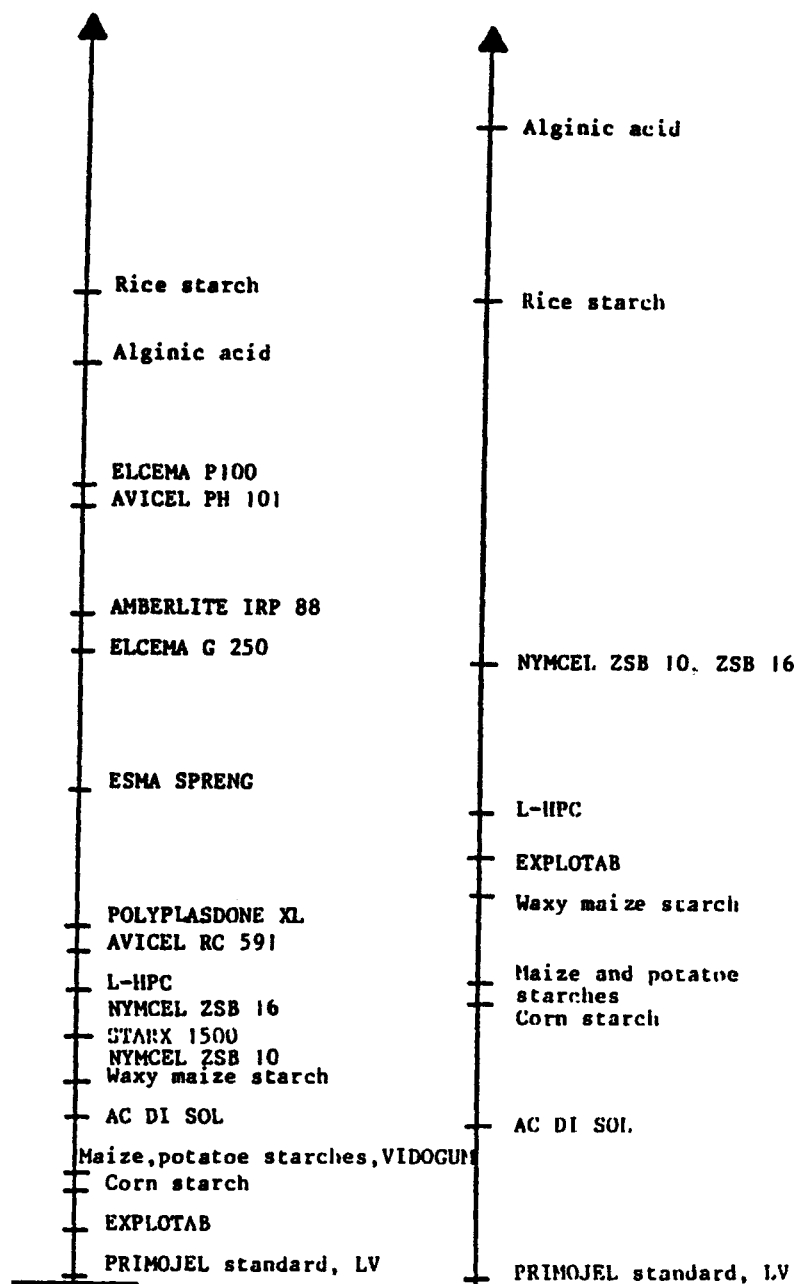 Rice starch
Alginic acid
ELCEMA P100
AVICEL PH 101
AMBERLITE IRP 88
ELCEMA G 250
ESMA SPRENG
POLYPLASDONE XL
AVICEL RC 591
L-HPC
NYMCEL ZSB 16
STARX 1500
NYMCEL ZSB 10
Waxy maize starch
AC DI SOL
Maize,potatoe starches,VIDOGUM
Corn starch
EXPLOTAB
PRIMOJEL standard, LV
Alginic acid
Rice starch
NYMCEL ZSB 10, ZSB 16
L-HPC
EXPLOTAB
Waxy maize starch
Maize and potatoe
starches
Corn starch
AC DI SOL
PRIMOJEL standard, LV